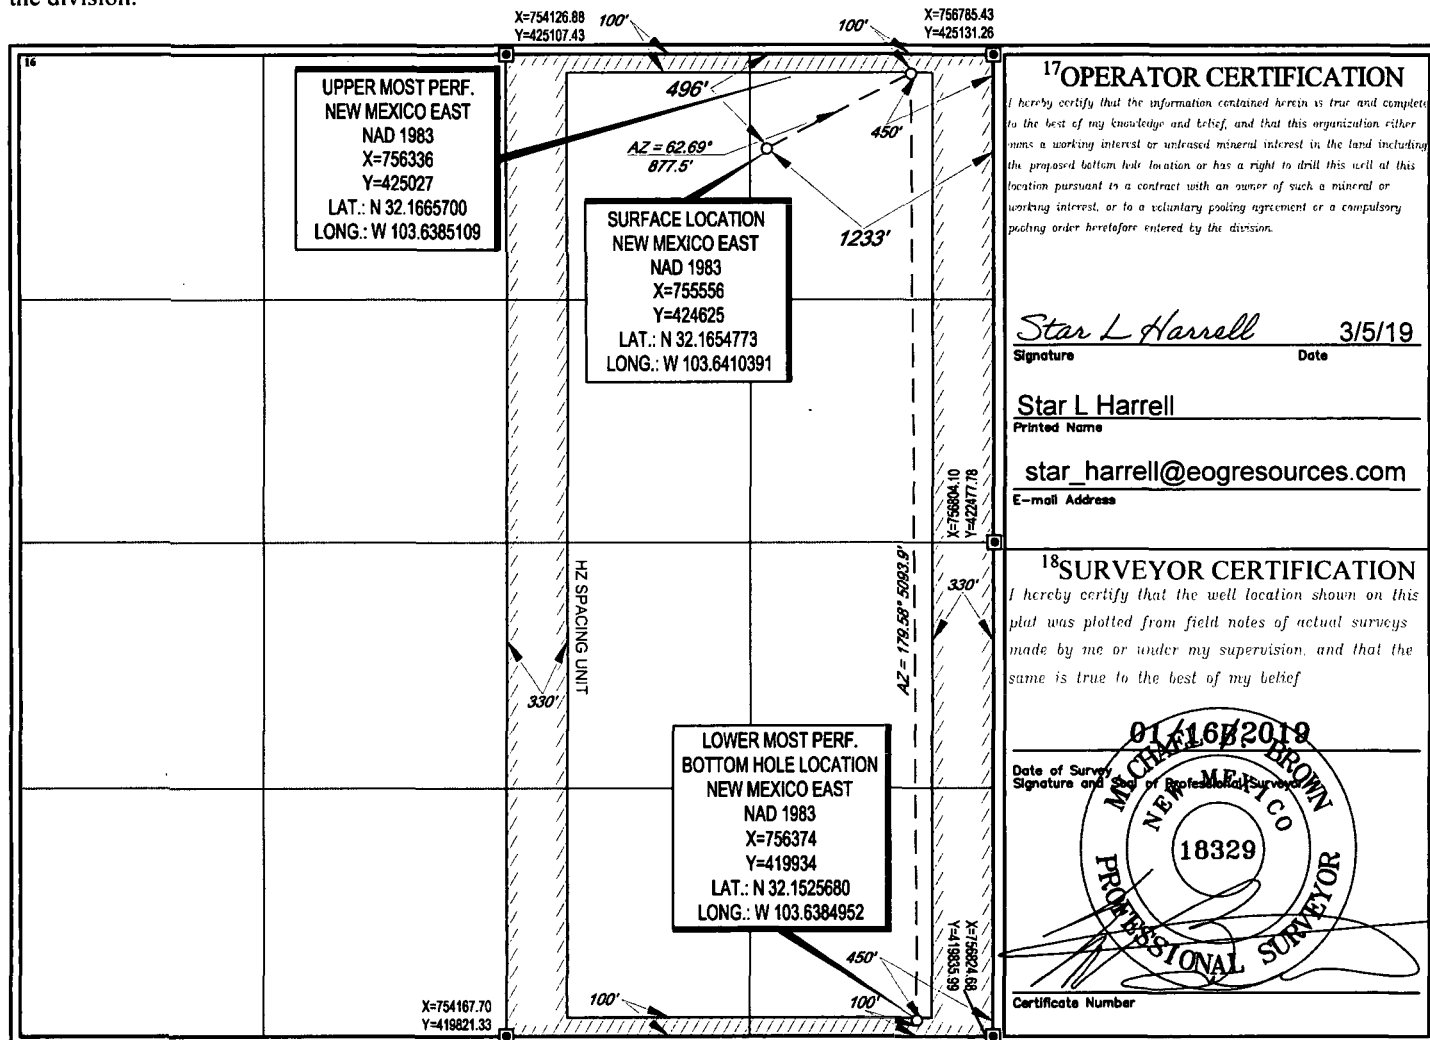 the division.
X=754126.88
Y=425107.43
100'
100'
X=756785.43
Y=425131.26
16
UPPER MOST PERF.
NEW MEXICO EAST
NAD 1983
X=756336
Y=425027
LAT.: N 32.1665700
LONG.: W 103.6385109
496'
450'
AZ = 62.69°
877.5'
1233'
SURFACE LOCATION
NEW MEXICO EAST
NAD 1983
X=755556
Y=424625
LAT.: N 32.1654773
LONG.: W 103.6410391
X=756804.10
Y=422477.78
HZ SPACING UNIT
330'
AZ = 179.58° 5093.9'
330'
LOWER MOST PERF.
BOTTOM HOLE LOCATION
NEW MEXICO EAST
NAD 1983
X=756374
Y=419934
LAT.: N 32.1525680
LONG.: W 103.6384952
X=756824.68
Y=419835.99
450'
100'
100'
X=754167.70
Y=419821.33
17OPERATOR CERTIFICATION
I hereby certify that the information contained herein is true and complete
to the best of my knowledge and belief, and that this organization either
owns a working interest or unleased mineral interest in the land including
the proposed bottom hole location or has a right to drill this well at this
location pursuant to a contract with an owner of such a mineral or
working interest, or to a voluntary pooling agreement or a compulsory
pooling order heretofore entered by the division.
Star L Harrell 3/5/19
Signature Date
Star L Harrell
Printed Name
star_harrell@eogresources.com
E-mail Address
18SURVEYOR CERTIFICATION
I hereby certify that the well location shown on this
plat was plotted from field notes of actual surveys
made by me or under my supervision, and that the
same is true to the best of my belief
01/16/2019
Date of Survey
Signature and Seal of Professional Surveyor
MICHAEL B. BROWN
NEW MEXICO
18329
PROFESSIONAL SURVEYOR
Certificate Number